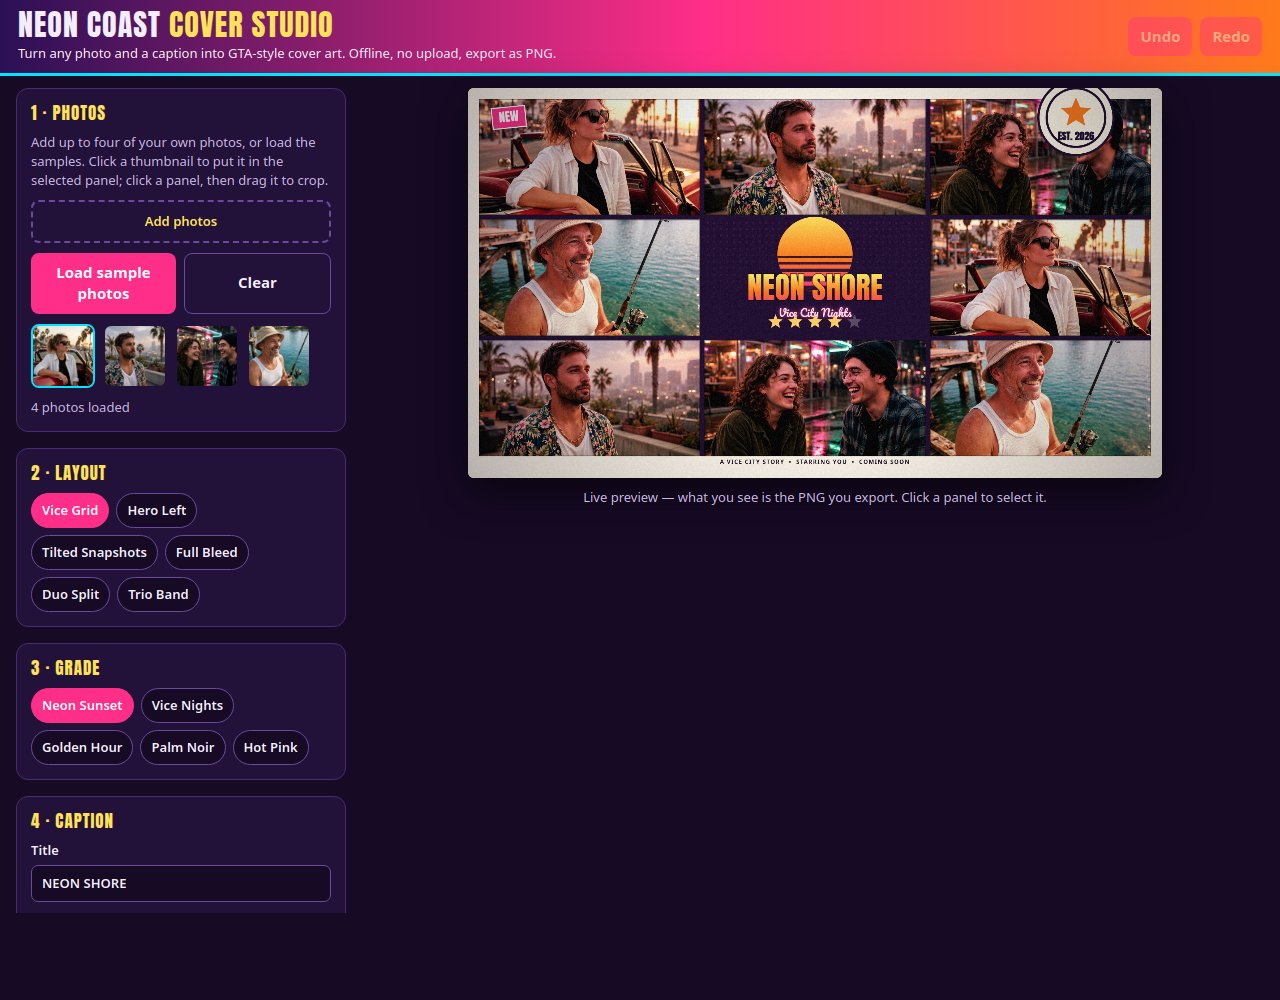 NEON COAST COVER STUDIO
Turn any photo and a caption into GTA-style cover art. Offline, no upload, export as PNG.
Undo
Redo
1 · PHOTOS
Add up to four of your own photos, or load the
samples. Click a thumbnail to put it in the
selected panel; click a panel, then drag it to crop.
Add photos
Load sample
photos
Clear
4 photos loaded
2 · LAYOUT
Vice Grid
Hero Left
Tilted Snapshots
Full Bleed
Duo Split
Trio Band
3 · GRADE
Neon Sunset
Vice Nights
Golden Hour
Palm Noir
Hot Pink
4 · CAPTION
Title
NEON SHORE
NEW
EST. 2026
NEON SHORE
Vice City Nights
A VICE CITY STORY • STARRING YOU • COMING SOON
Live preview — what you see is the PNG you export. Click a panel to select it.